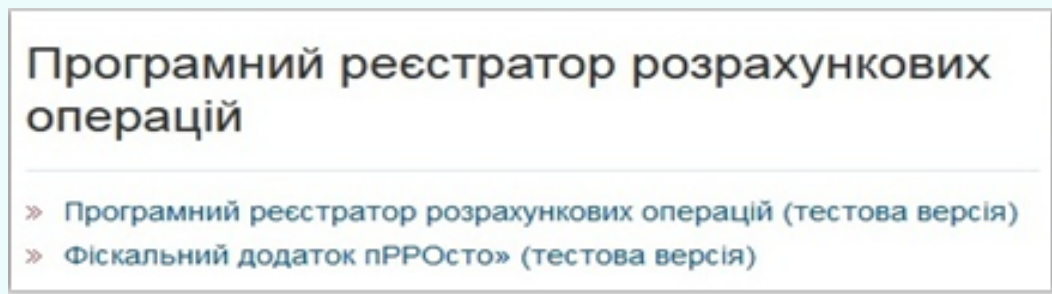 Програмний реєстратор розрахункових
операцій
» Програмний реєстратор розрахункових операцій (тестова версія)
» Фіскальний додаток пРРОсто» (тестова версія)